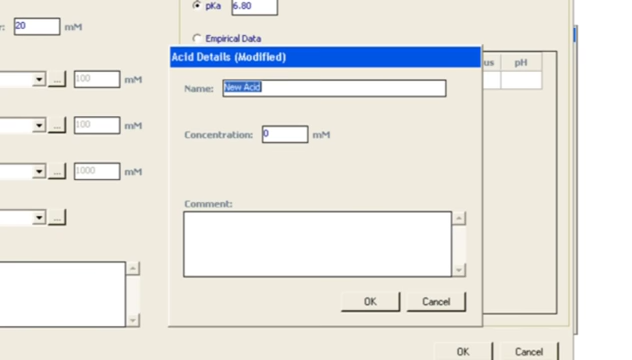 pKa 6.80
20 mM
Empirical Data
Acid Details (Modified)
us pH
Name: New Acid
... 100 mM
... 100 mM
Concentration: 0 mM
... 1000 mM
Comment:
...
OK Cancel
OK Cancel